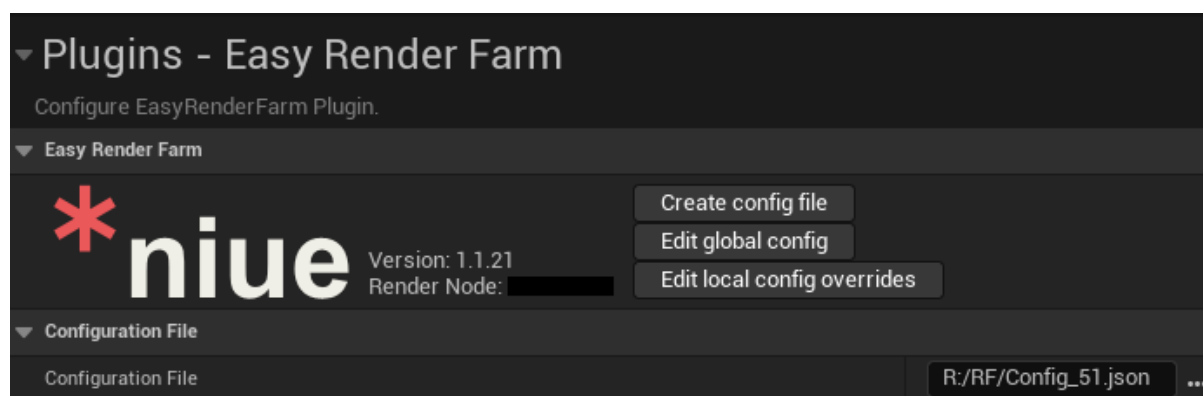 Plugins - Easy Render Farm
Configure EasyRenderFarm Plugin.
Easy Render Farm
*niue
Version: 1.1.21
Render Node:
Create config file
Edit global config
Edit local config overrides
Configuration File
Configuration File
R:/RF/Config_51.json
...